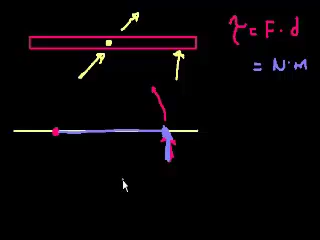 τ = F · d
= N · m